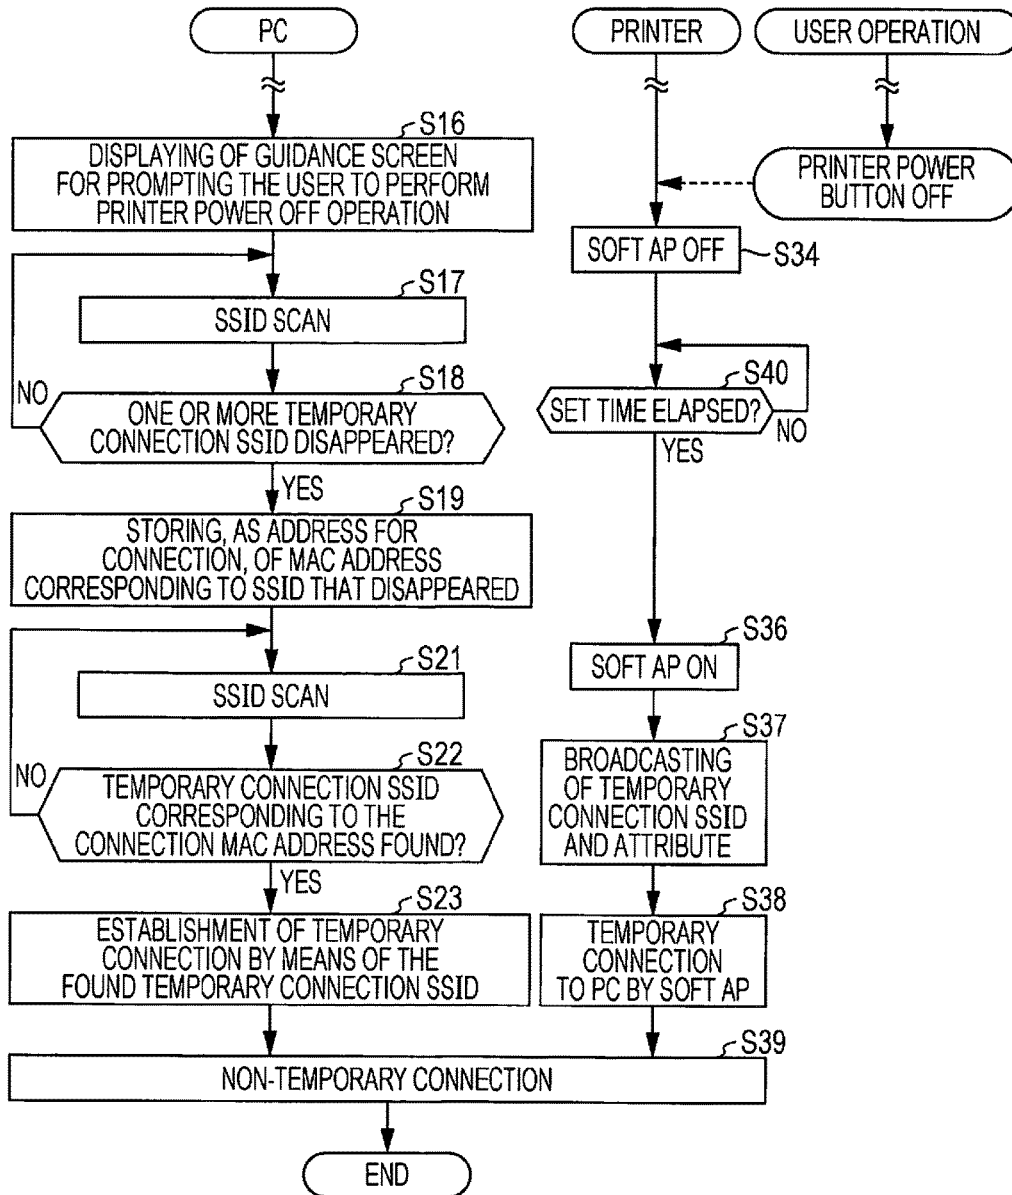 PC
PRINTER
USER OPERATION
S16
DISPLAYING OF GUIDANCE SCREEN
FOR PROMPTING THE USER TO PERFORM
PRINTER POWER OFF OPERATION
PRINTER POWER
BUTTON OFF
SOFT AP OFF
S34
S17
SSID SCAN
S18
NO
ONE OR MORE TEMPORARY
CONNECTION SSID DISAPPEARED?
YES
S40
SET TIME ELAPSED?
NO
YES
S19
STORING, AS ADDRESS FOR
CONNECTION, OF MAC ADDRESS
CORRESPONDING TO SSID THAT DISAPPEARED
S21
SSID SCAN
S36
SOFT AP ON
S22
NO
TEMPORARY CONNECTION SSID
CORRESPONDING TO THE
CONNECTION MAC ADDRESS FOUND?
YES
S37
BROADCASTING
OF TEMPORARY
CONNECTION SSID
AND ATTRIBUTE
S23
ESTABLISHMENT OF TEMPORARY
CONNECTION BY MEANS OF THE
FOUND TEMPORARY CONNECTION SSID
S38
TEMPORARY
CONNECTION
TO PC BY SOFT AP
S39
NON-TEMPORARY CONNECTION
END